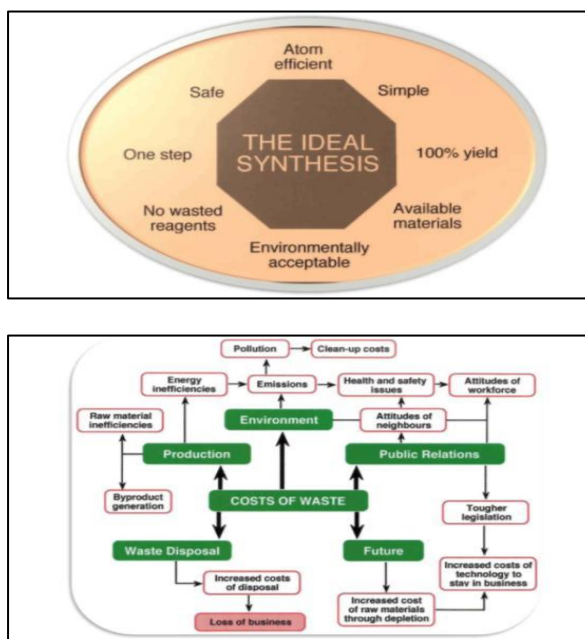 Atom
efficient
Safe
Simple
THE IDEAL
SYNTHESIS
One step
100% yield
No wasted
reagents
Available
materials
Environmentally
acceptable
Pollution
Clean-up costs
Energy
inefficiencies
Emissions
Health and safety
issues
Attitudes of
workforce
Raw material
inefficiencies
Environment
Attitudes of
neighbours
Production
Public Relations
Byproduct
generation
COSTS OF WASTE
Tougher
legislation
Waste Disposal
Future
Increased costs of
technology to
stay in business
Increased costs
of disposal
Increased cost
of raw materials
through depletion
Loss of business